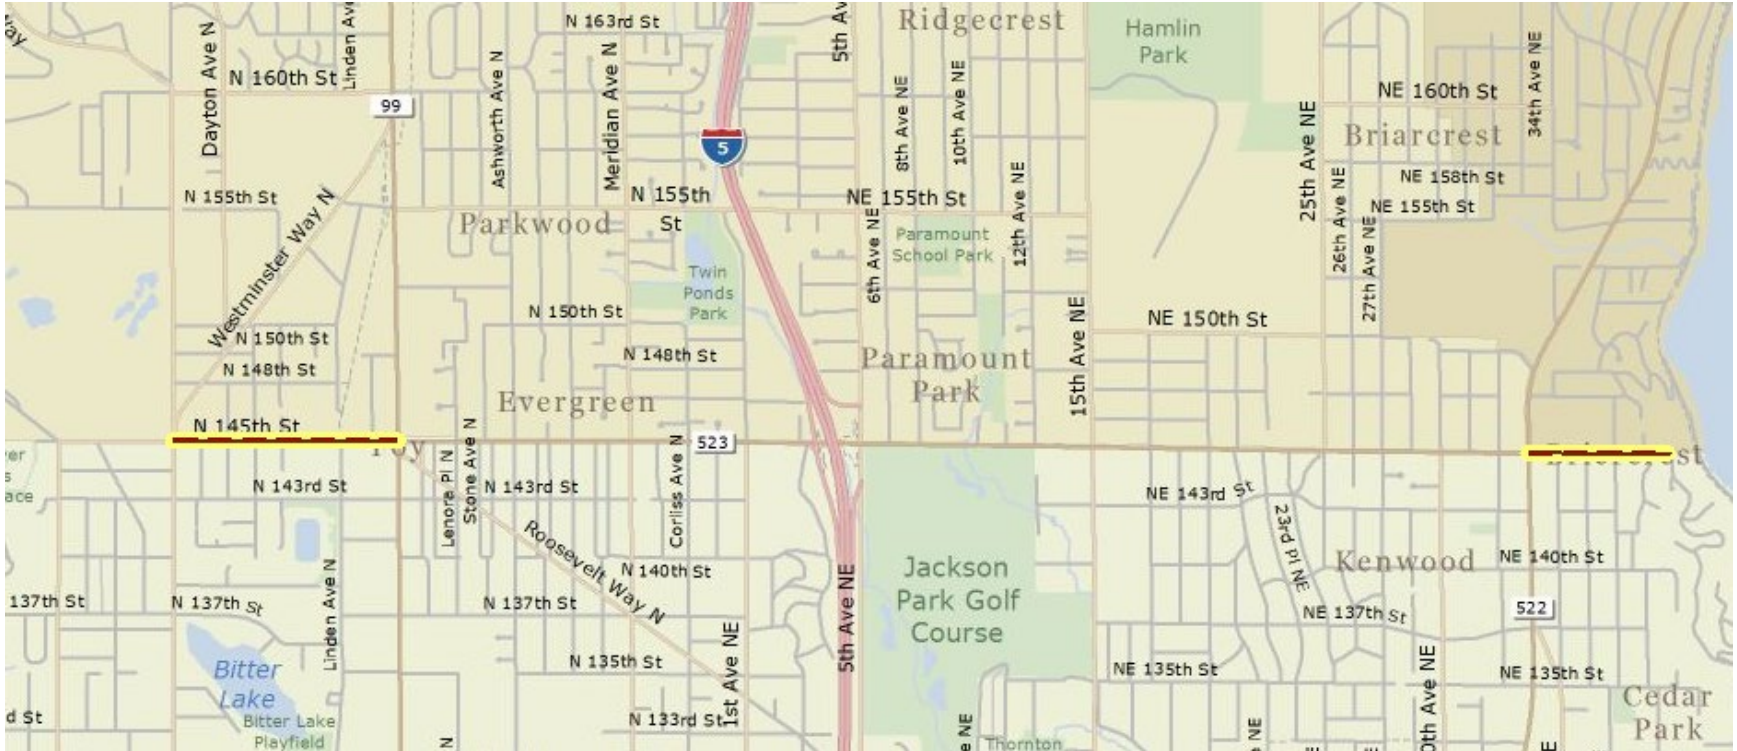 N 163rd St
Ridgecrest
Hamlin
Park
Linden Av
5th Av
34th Ave NE
Dayton Ave N
N 160th St
99
Ashworth Ave N
Meridian Ave N
5
8th Ave NE
10th Ave NE
25th Ave NE
NE 160th St
Briarcrest
N 155th St
N 155th
St
NE 155th St
NE 158th St
NE 155th St
Westminster Way N
Parkwood
6th Ave NE
Paramount
School Park
12th Ave NE
26th Ave NE
27th Ave NE
Twin
Ponds
Park
N 150th St
N 150th St
NE 150th St
15th Ave NE
N 148th St
N 148th St
Paramount
Park
Evergreen
N 145th St
523
Briercrest
N 143rd St
Lenora Pl N
Stone Ave N
N 143rd St
Corliss Ave N
NE 143rd St
23rd Pl NE
Roosevelt Way N
N 140th St
Jackson
Park Golf
Course
Kenwood
NE 140th St
137th St
N 137th St
Linden Ave N
N 137th St
5th Ave NE
NE 137th St
522
Bitter
Lake
N 135th St
1st Ave NE
NE 135th St
0th Ave NE
NE 135th St
Cedar
Park
d St
Bitter Lake
Playfield
N
N 133rd St
e NE
Thornton
NE
E